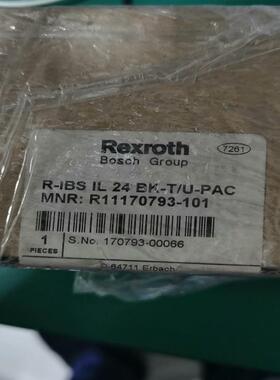 Rexroth
Bosch Group
7261
R-IBS IL 24 BK-T/U-PAC
MNR: R11170793-101
1
PIECES
S.No. 170793-00066
D-64711 Erbach